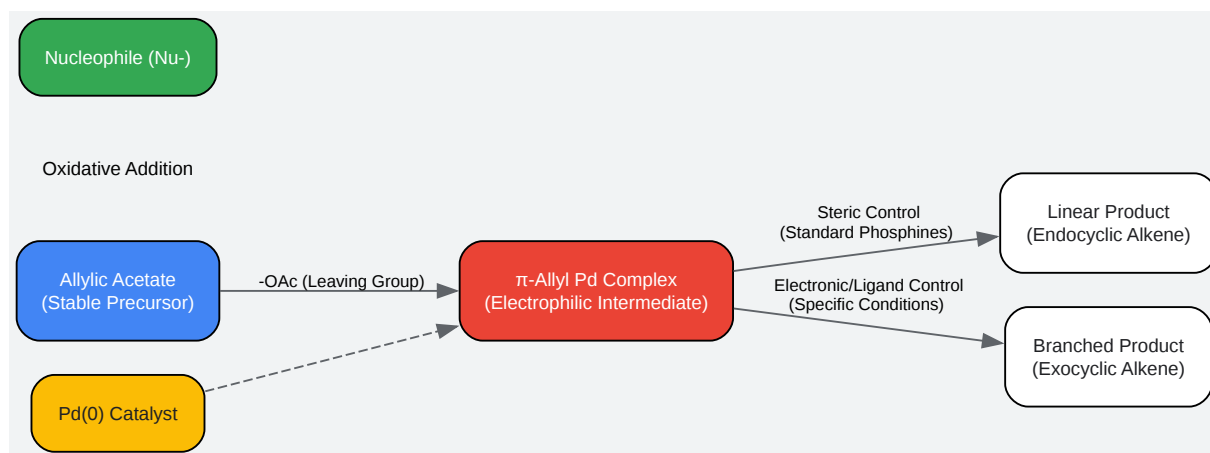 Nucleophile (Nu-)
Oxidative Addition
Allylic Acetate
(Stable Precursor)
-OAc (Leaving Group)
π-Allyl Pd Complex
(Electrophilic Intermediate)
Steric Control
(Standard Phosphines)
Linear Product
(Endocyclic Alkene)
Electronic/Ligand Control
(Specific Conditions)
Branched Product
(Exocyclic Alkene)
Pd(0) Catalyst